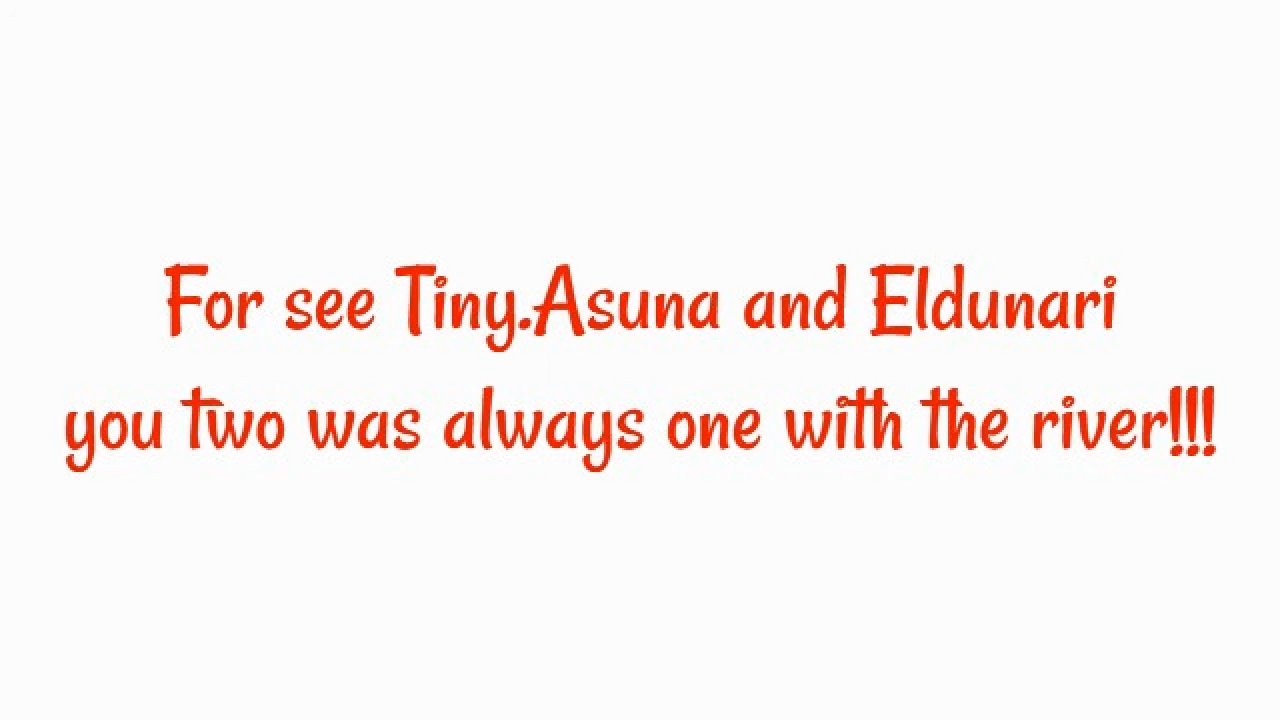 For see Tiny.Asuna and Eldunari
you two was always one with the river!!!